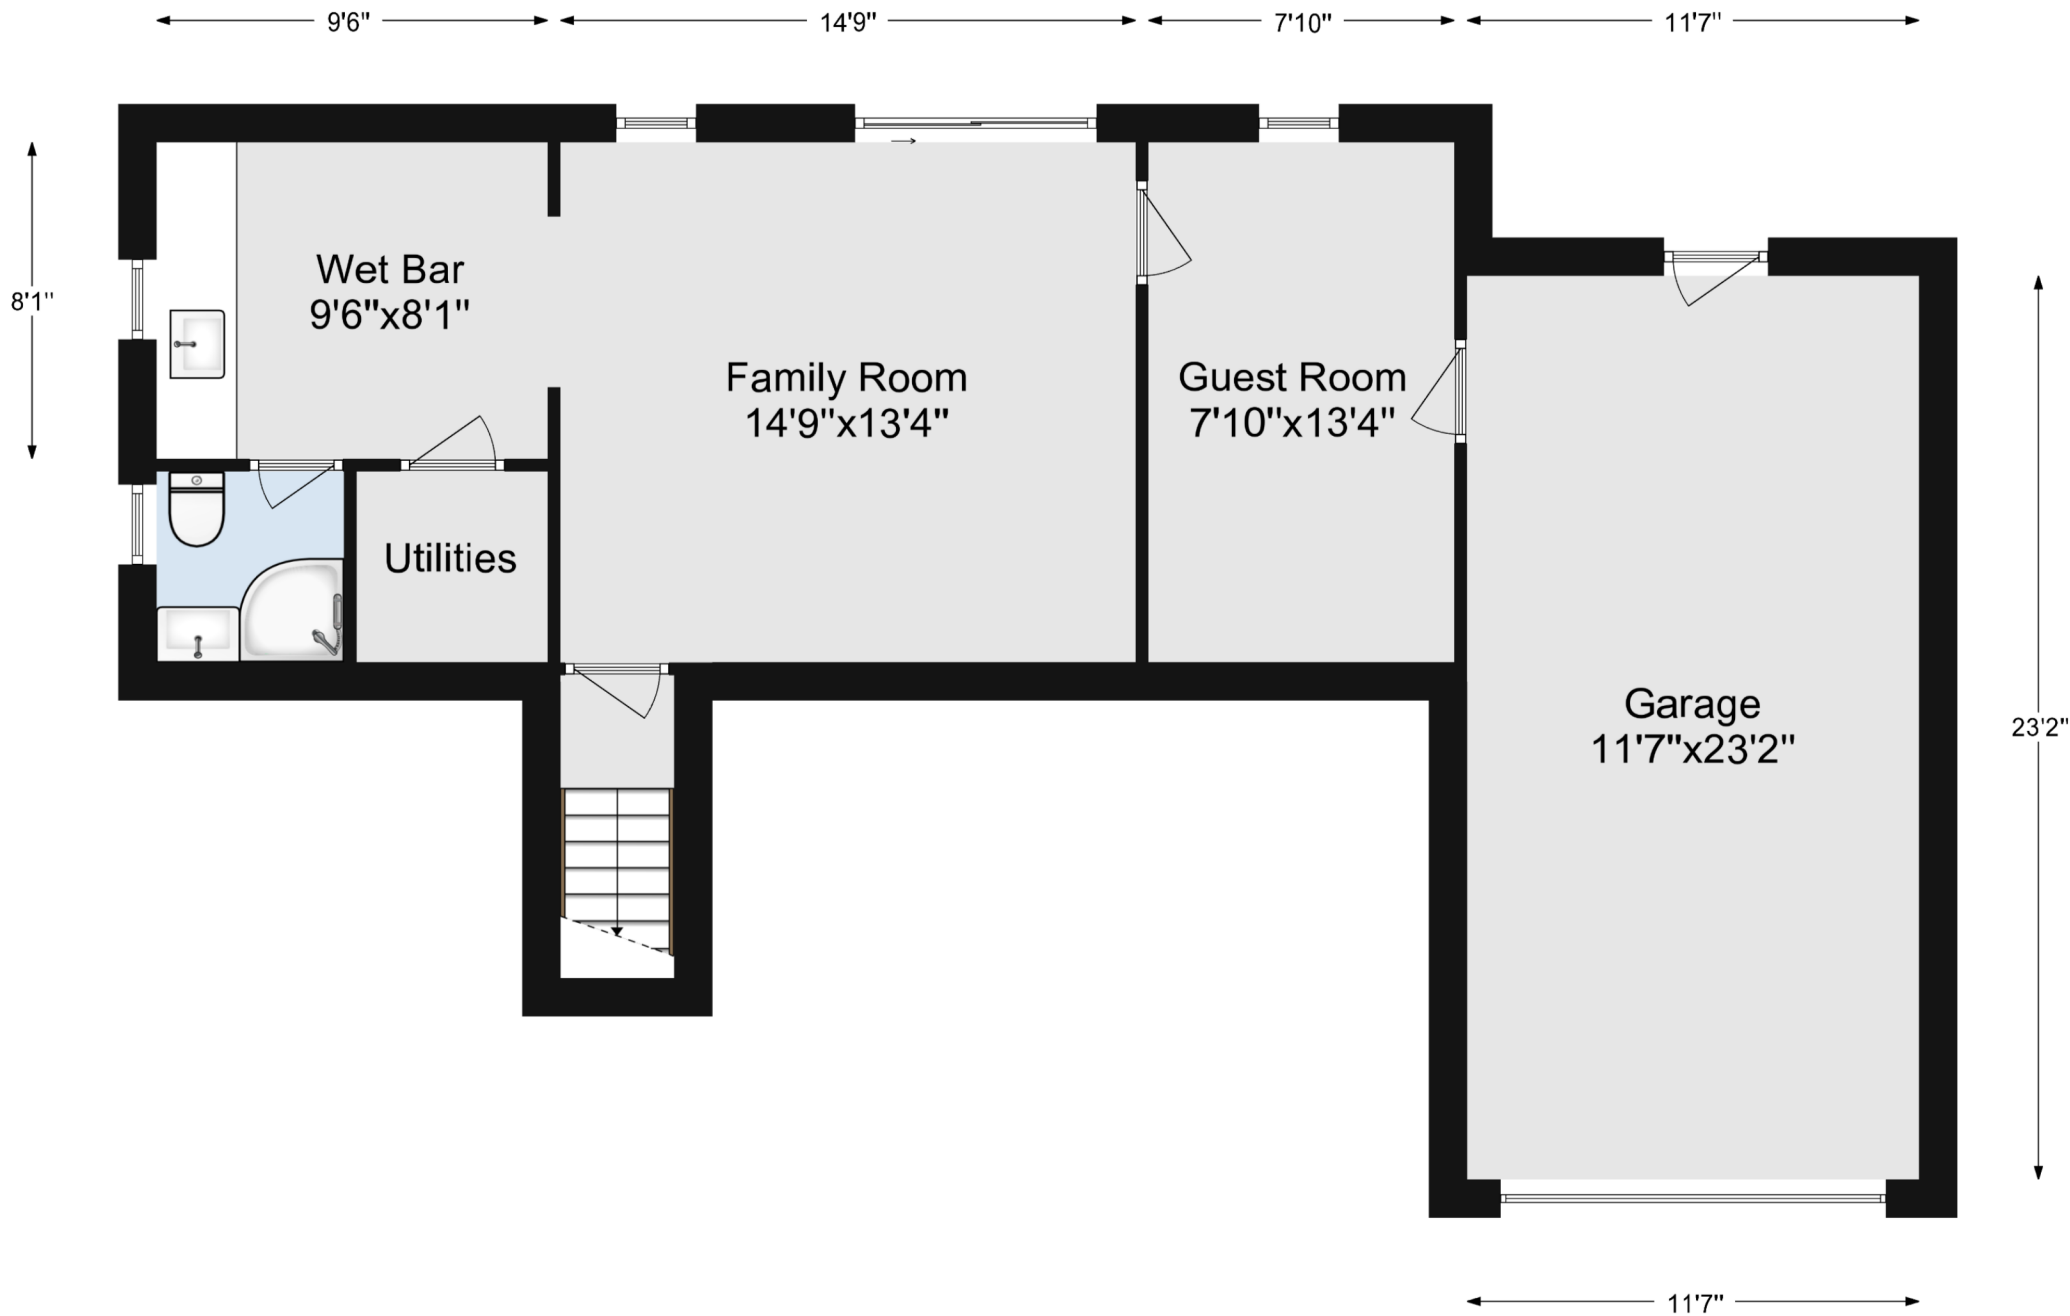 9'6"
14'9"
7'10"
11'7"
8'1"
Wet Bar
9'6"x8'1"
Family Room
14'9"x13'4"
Guest Room
7'10"x13'4"
Utilities
Garage
11'7"x23'2"
23'2"
11'7"